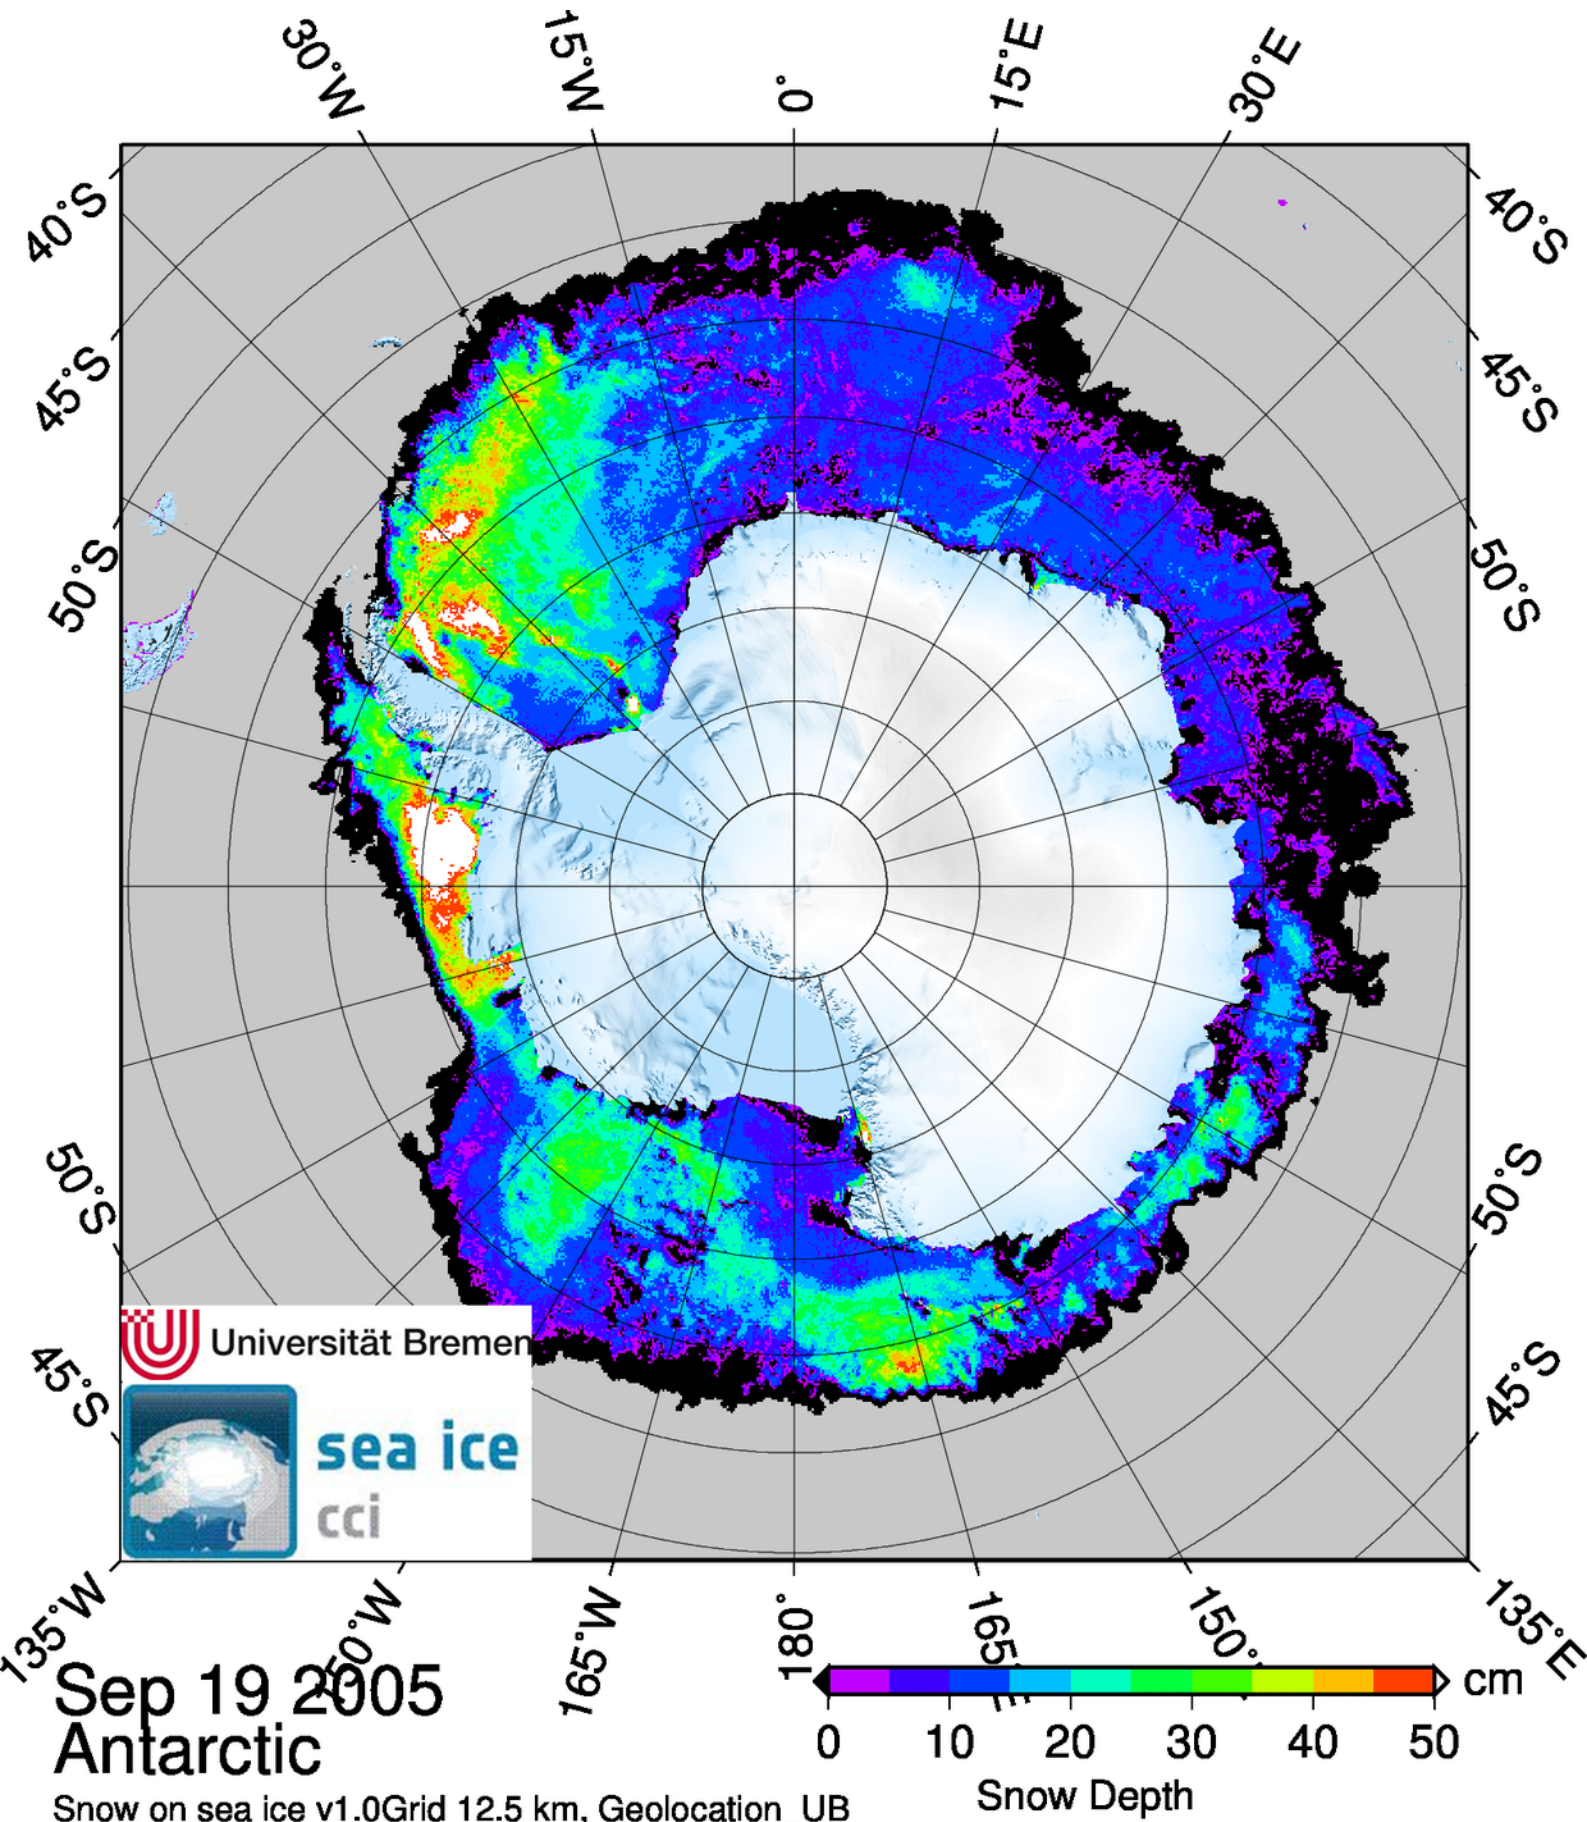 30°W 15°W 0° 15°E 30°E
40°S 40°S
45°S 45°S
50°S 50°S
50°S 50°S
45°S 45°S
Universität Bremen
sea ice
cci
135°W 150°W 165°W 180° 165°E 150° 135°E
Sep 19 2005
Antarctic
Snow on sea ice v1.0Grid 12.5 km, Geolocation UB
cm
0 10 20 30 40 50
Snow Depth